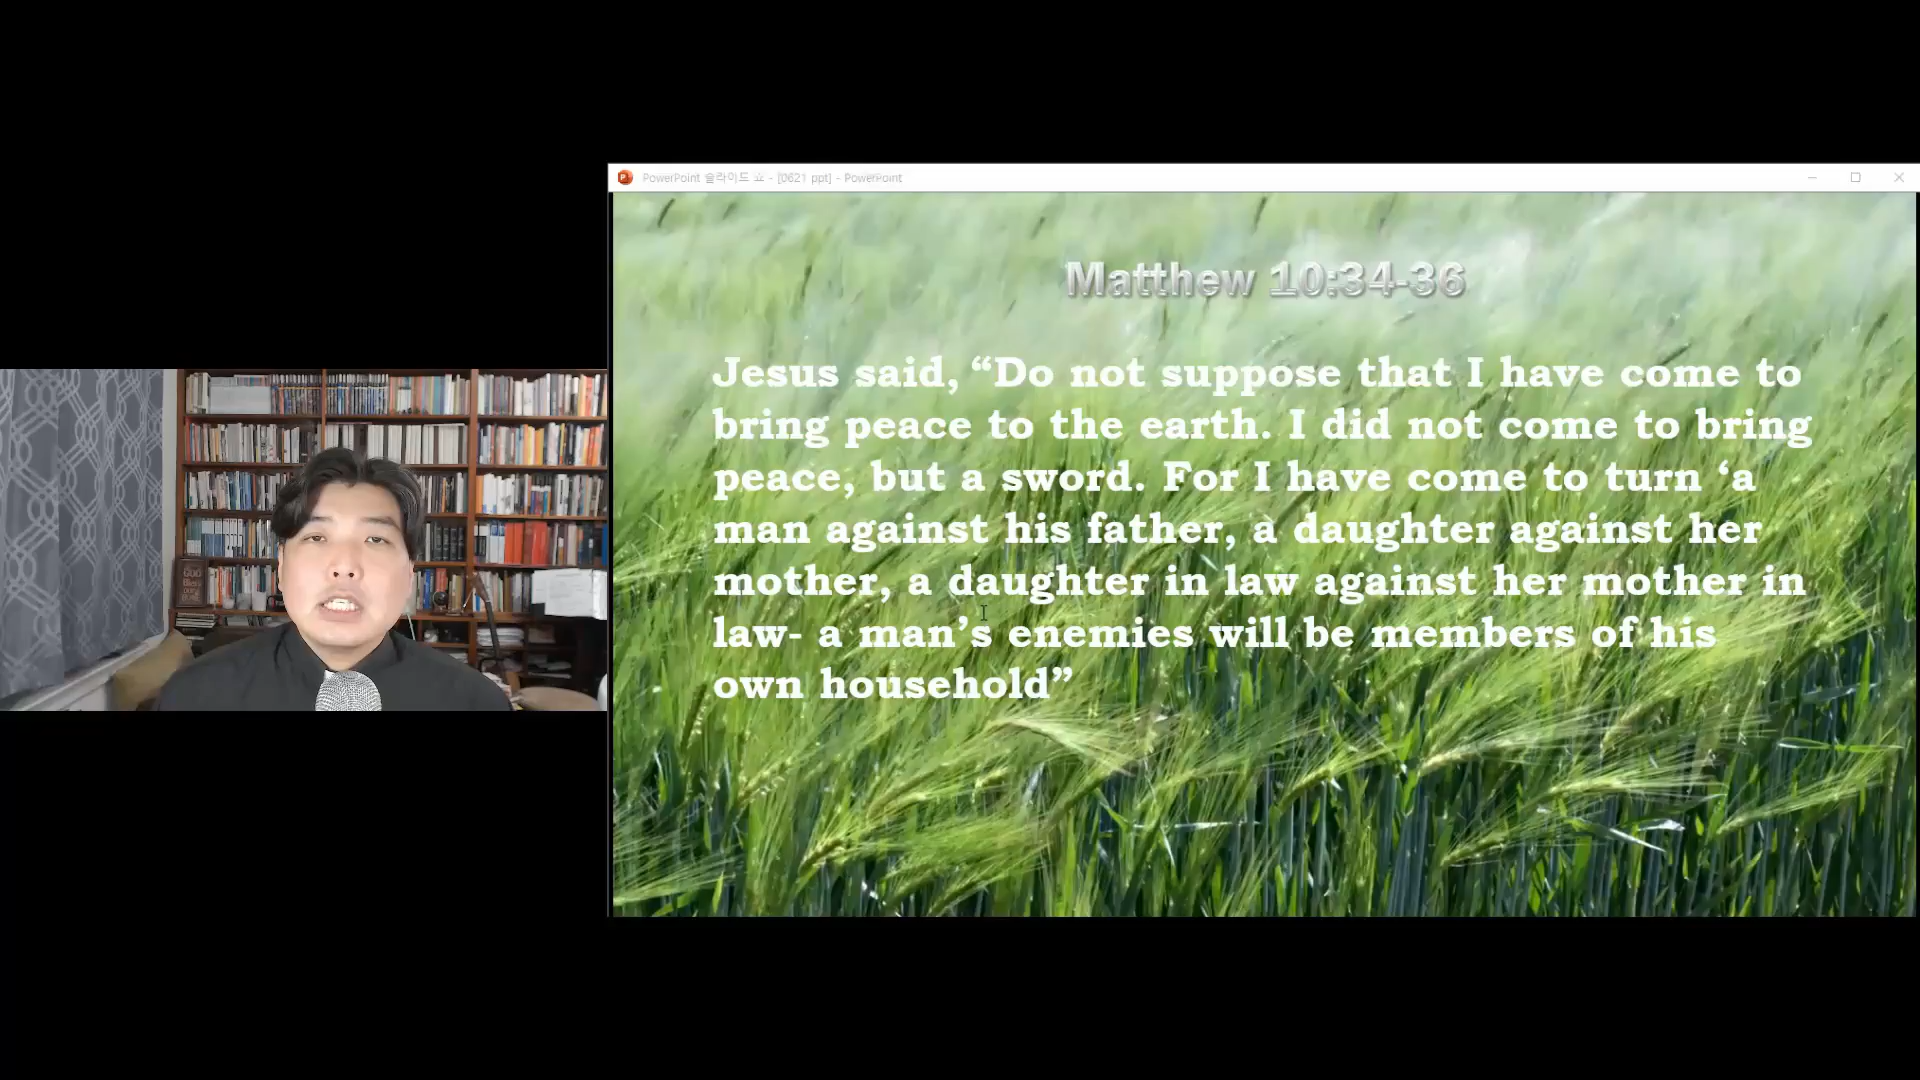 PowerPoint 슬라이드 쇼 - [0621 ppt] - PowerPoint
Matthew 10:34-36
Jesus said, “Do not suppose that I have come to
bring peace to the earth. I did not come to bring
peace, but a sword. For I have come to turn ‘a
man against his father, a daughter against her
mother, a daughter in law against her mother in
law- a man’s enemies will be members of his
own household”